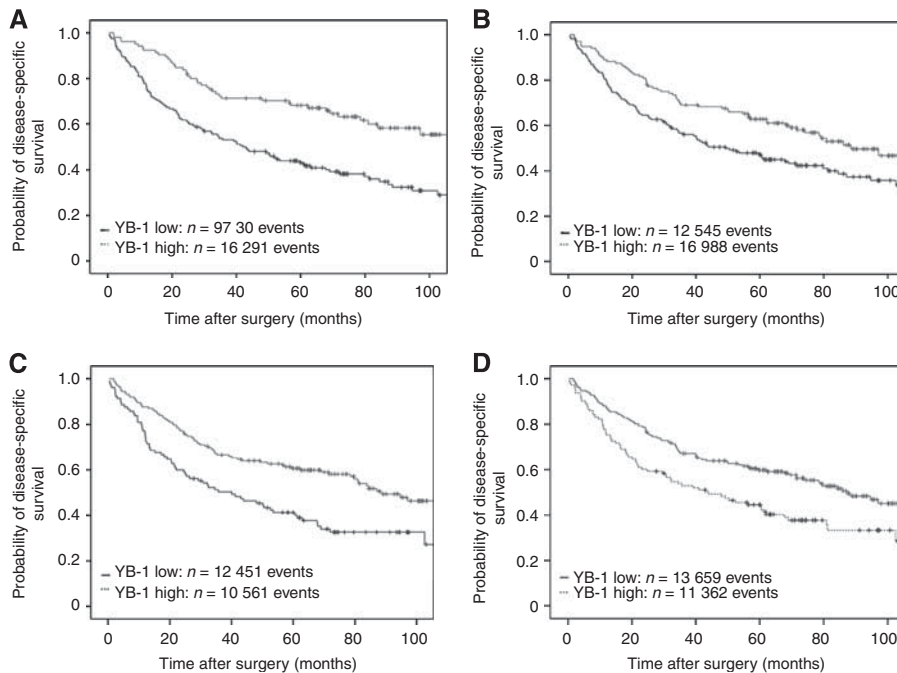 A
Probability of disease-specific
survival
1.0
0.8
0.6
0.4
0.2
0
YB-1 low: n = 97 30 events
YB-1 high: n = 16 291 events
0 20 40 60 80 100
Time after surgery (months)
B
Probability of disease-specific
survival
1.0
0.8
0.6
0.4
0.2
0
YB-1 low: n = 12 545 events
YB-1 high: n = 16 988 events
0 20 40 60 80 100
Time after surgery (months)
C
Probability of disease-specific
survival
1.0
0.8
0.6
0.4
0.2
0
YB-1 low: n = 12 451 events
YB-1 high: n = 10 561 events
0 20 40 60 80 100
Time after surgery (months)
D
Probability of disease-specific
survival
1.0
0.8
0.6
0.4
0.2
0
YB-1 low: n = 13 659 events
YB-1 high: n = 11 362 events
0 20 40 60 80 100
Time after surgery (months)